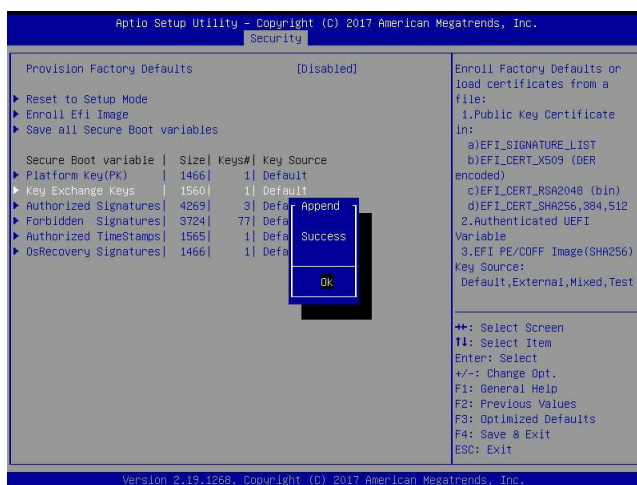 Aptio Setup Utility – Copyright (C) 2017 American Megatrends, Inc.
Security
Provision Factory Defaults [Disabled]
Reset to Setup Mode
Enroll Efi Image
Save all Secure Boot variables
Secure Boot variable | Size| Keys#| Key Source
Platform Key(PK) | 1466| 1| Default
Key Exchange Keys | 1560| 1| Default
Authorized Signatures| 4269| 3| Defa
Forbidden Signatures| 3724| 77| Defa
Authorized TimeStamps| 1565| 1| Defa
OsRecovery Signatures| 1466| 1| Defa
Append
Success
Ok
Enroll Factory Defaults or
load certificates from a
file:
1.Public Key Certificate
in:
a)EFI_SIGNATURE_LIST
b)EFI_CERT_X509 (DER
encoded)
c)EFI_CERT_RSA2048 (bin)
d)EFI_CERT_SHA256,384,512
2.Authenticated UEFI
Variable
3.EFI PE/COFF Image(SHA256)
Key Source:
Default,External,Mixed,Test
→←: Select Screen
↑↓: Select Item
Enter: Select
+/-: Change Opt.
F1: General Help
F2: Previous Values
F3: Optimized Defaults
F4: Save & Exit
ESC: Exit
Version 2.19.1268. Copyright (C) 2017 American Megatrends, Inc.